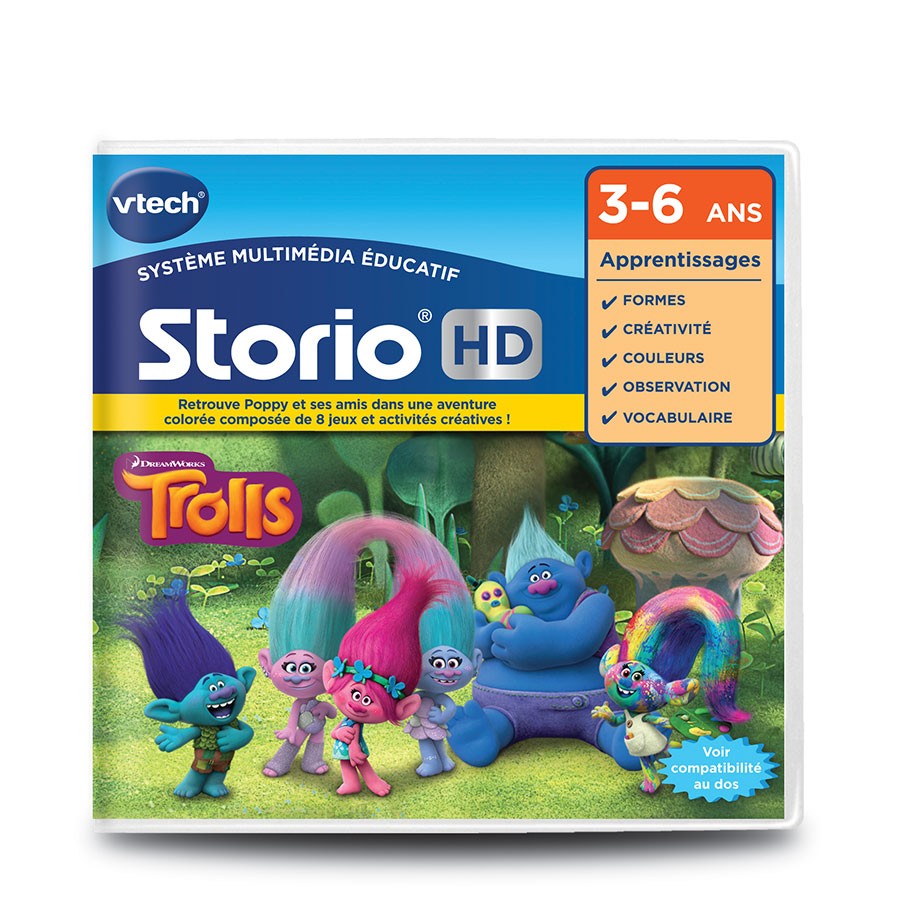 vtech®
SYSTÈME MULTIMÉDIA ÉDUCATIF
Storio® HD
Retrouve Poppy et ses amis dans une aventure
colorée composée de 8 jeux et activités créatives !
3-6 ANS
Apprentissages
✓ FORMES
✓ CRÉATIVITÉ
✓ COULEURS
✓ OBSERVATION
✓ VOCABULAIRE
DREAMWORKS
Trolls
Voir
compatibilité
au dos